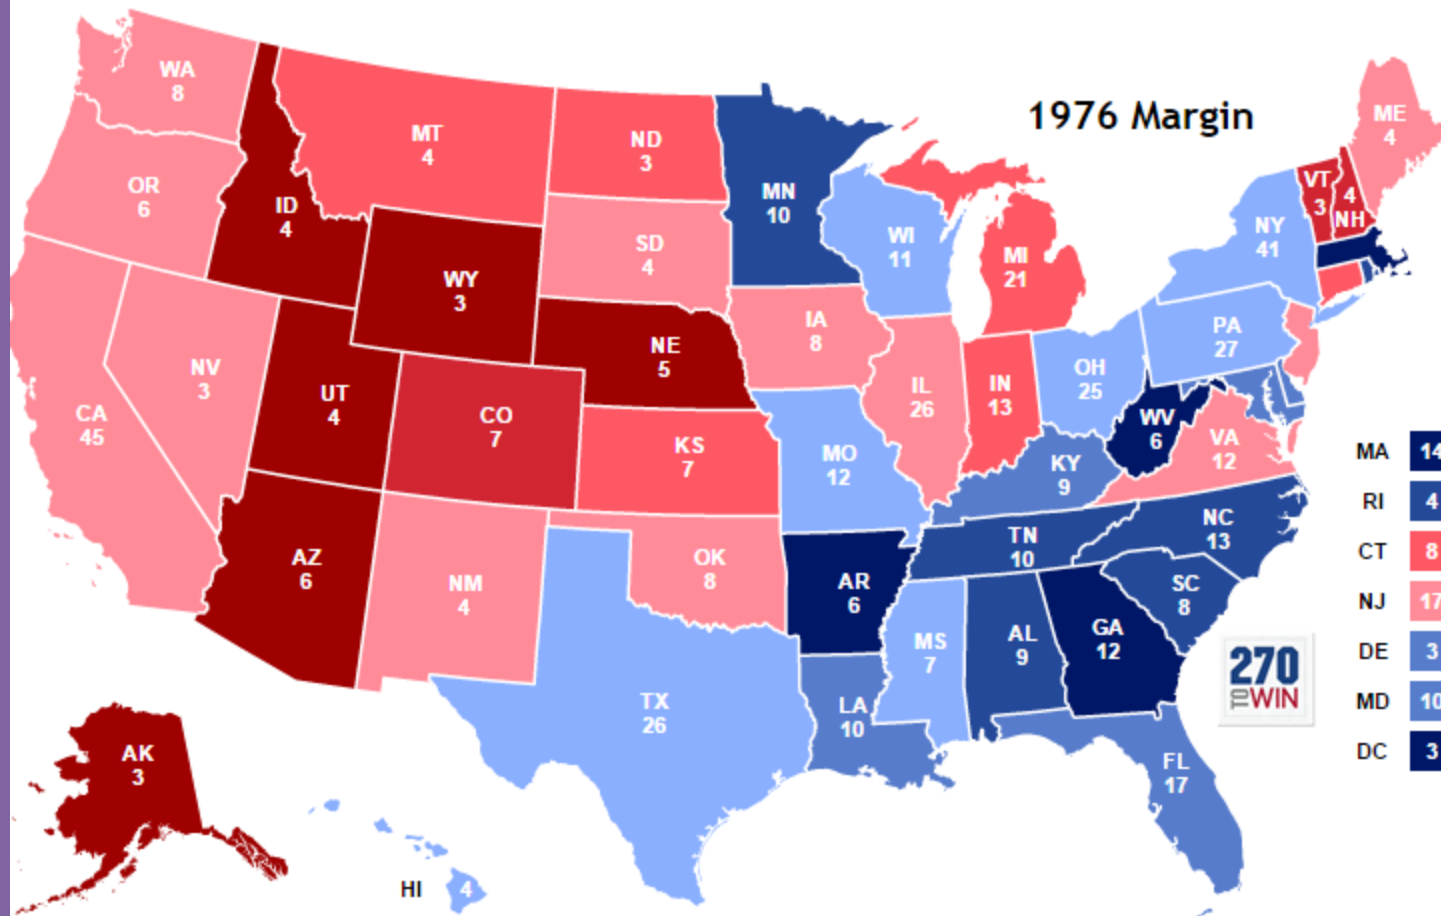 1976 Margin
WA
8
OR
6
CA
45
NV
3
ID
4
MT
4
WY
3
UT
4
AZ
6
CO
7
NM
4
ND
3
SD
4
NE
5
KS
7
OK
8
TX
26
MN
10
IA
8
MO
12
AR
6
LA
10
WI
11
IL
26
MI
21
IN
13
OH
25
KY
9
TN
10
MS
7
AL
9
GA
12
FL
17
SC
8
NC
13
VA
12
WV
6
PA
27
NY
41
VT
3
4
NH
ME
4
AK
3
HI
4
MA 14
RI 4
CT 8
NJ 17
DE 3
MD 10
DC 3
270
TO WIN